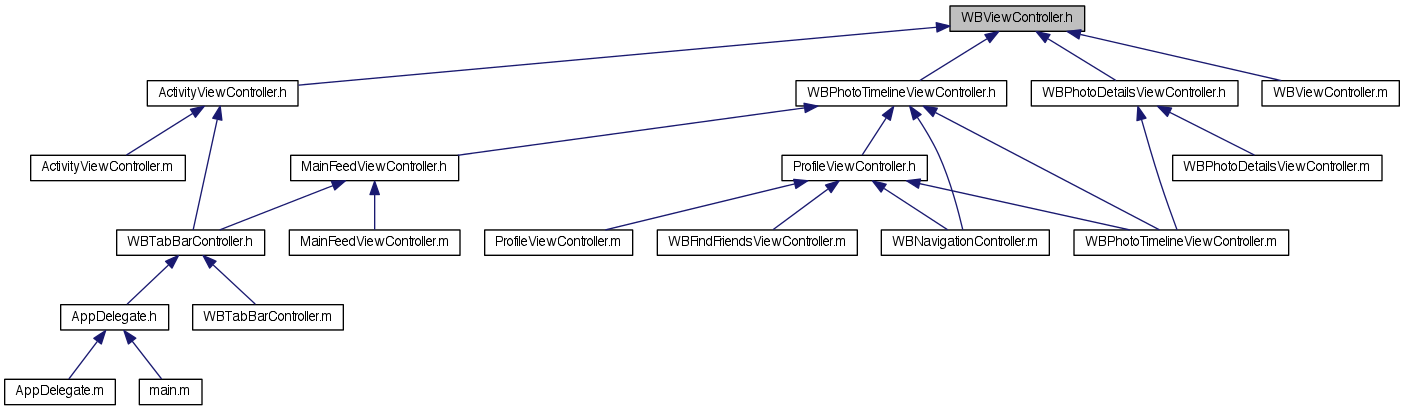 WBViewController.h
ActivityViewController.h
WBPhotoTimelineViewController.h
WBPhotoDetailsViewController.h
WBViewController.m
ActivityViewController.m
MainFeedViewController.h
ProfileViewController.h
WBPhotoDetailsViewController.m
WBTabBarController.h
MainFeedViewController.m
ProfileViewController.m
WBFindFriendsViewController.m
WBNavigationController.m
WBPhotoTimelineViewController.m
AppDelegate.h
WBTabBarController.m
AppDelegate.m
main.m